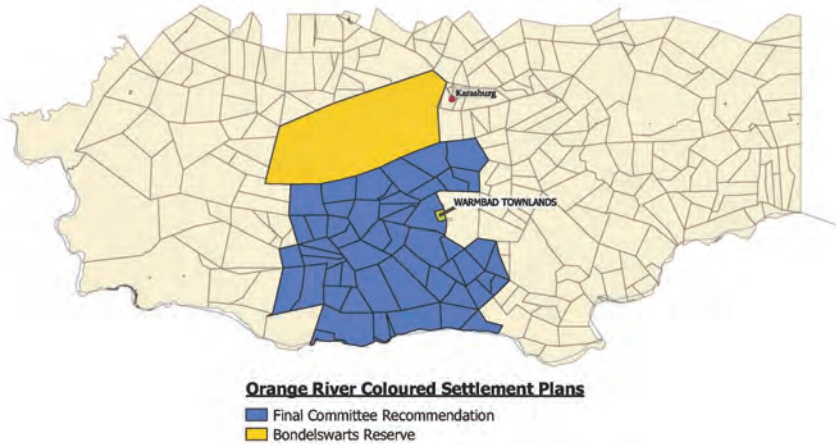 Karasburg
WARMBAD TOWNLANDS
Orange River Coloured Settlement Plans
Final Committee Recommendation
Bondelswarts Reserve